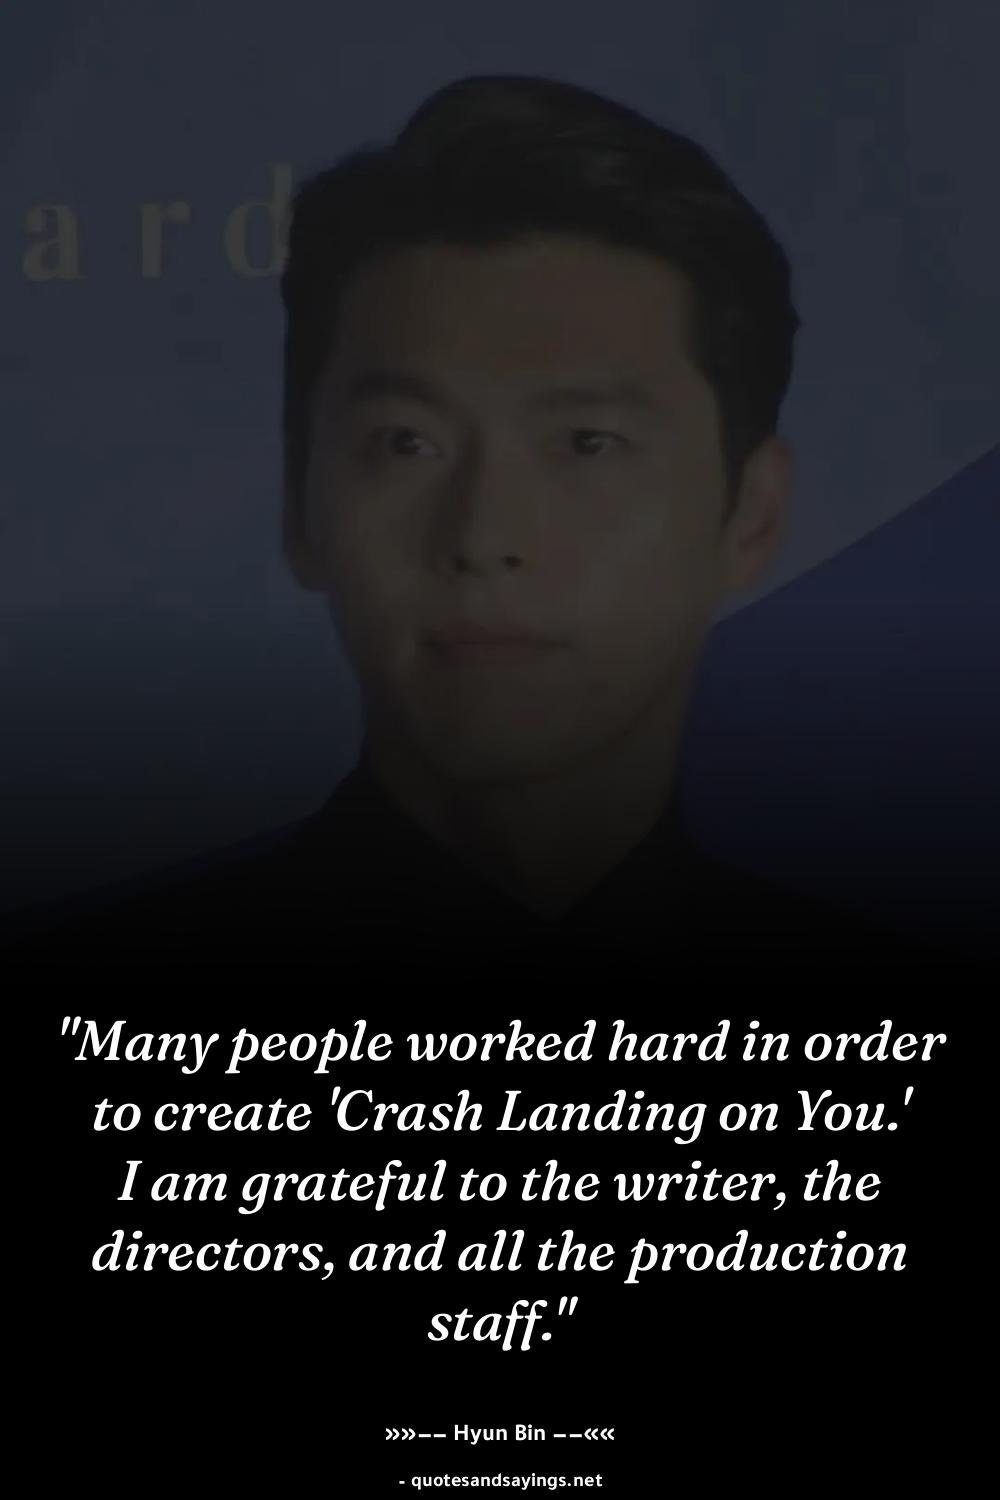 ard
"Many people worked hard in order
to create 'Crash Landing on You.'
I am grateful to the writer, the
directors, and all the production
staff."
»»–– Hyun Bin ––««
- quotesandsayings.net